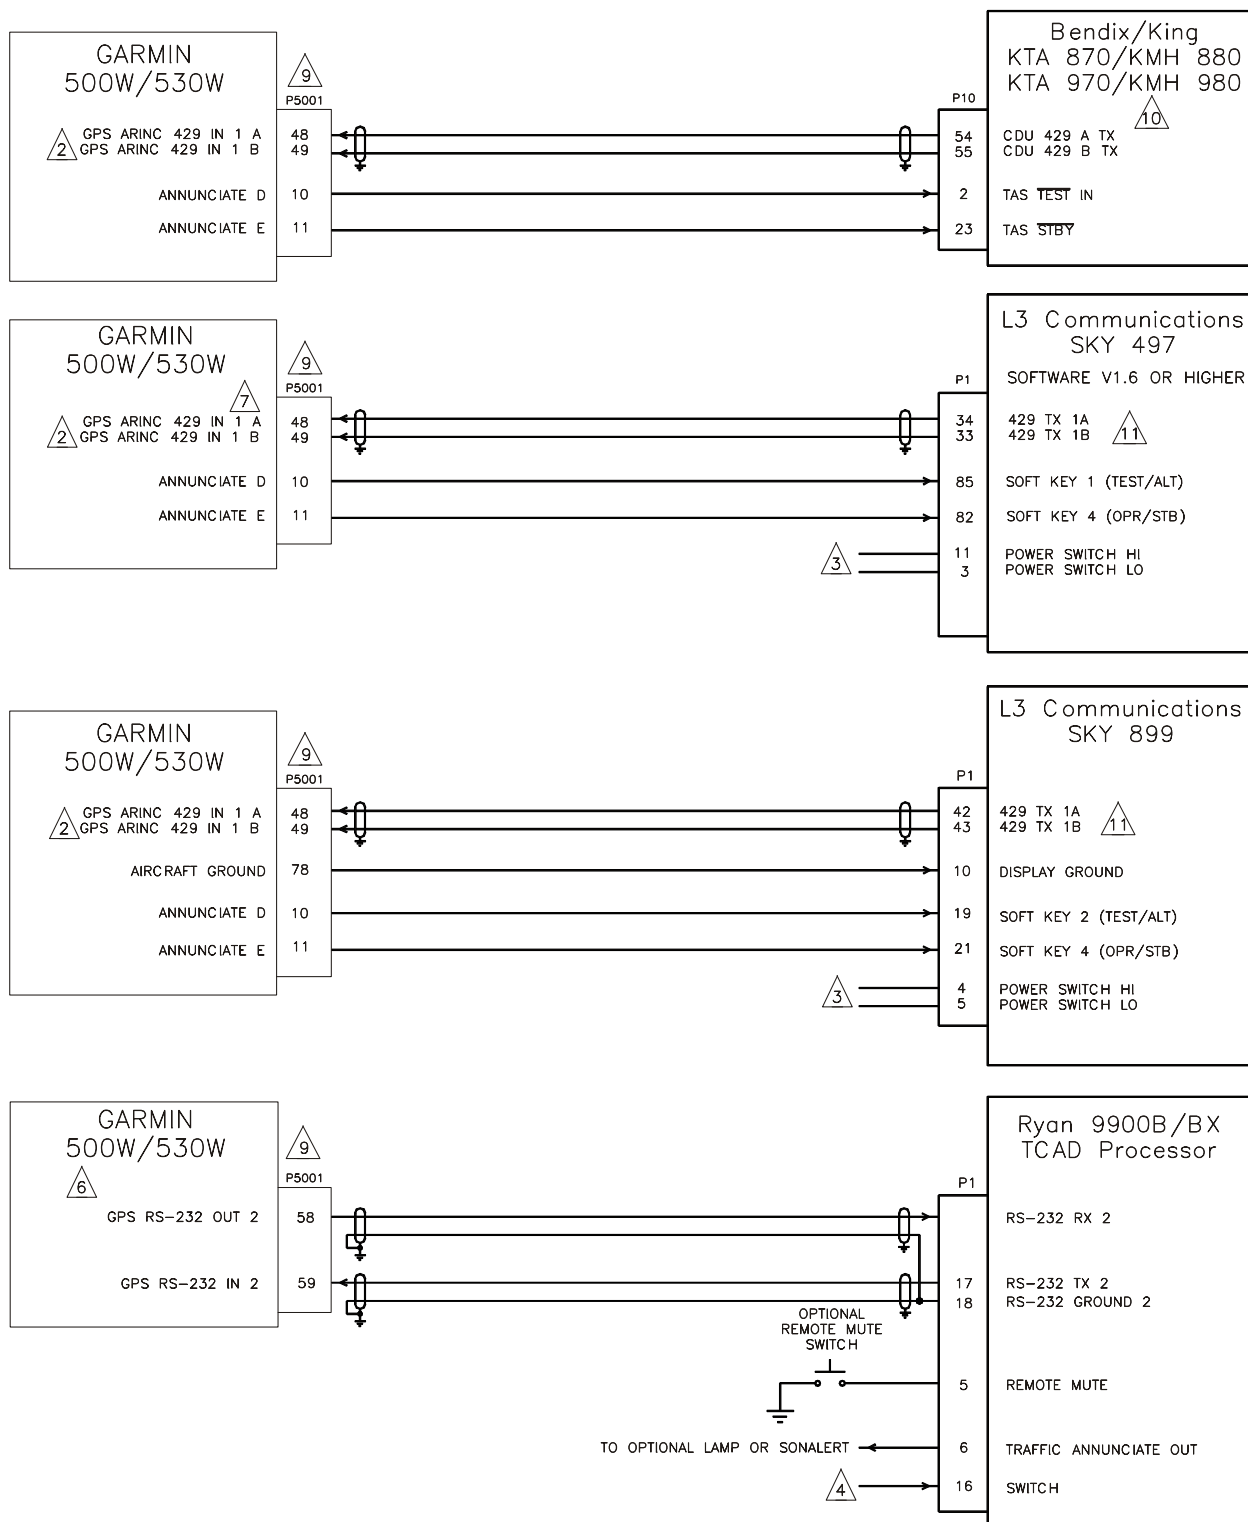 GARMIN
500W/530W
9
P5001
2
GPS ARINC 429 IN 1 A 48
GPS ARINC 429 IN 1 B 49
ANNUNCIATE D 10
ANNUNCIATE E 11
Bendix/King
KTA 870/KMH 880
KTA 970/KMH 980
P10
10
54 CDU 429 A TX
55 CDU 429 B TX
2 TAS TEST IN
23 TAS STBY
GARMIN
500W/530W
9
7
P5001
2
GPS ARINC 429 IN 1 A 48
GPS ARINC 429 IN 1 B 49
ANNUNCIATE D 10
ANNUNCIATE E 11
L3 Communications
SKY 497
SOFTWARE V1.6 OR HIGHER
P1
34 429 TX 1A
33 429 TX 1B
11
85 SOFT KEY 1 (TEST/ALT)
82 SOFT KEY 4 (OPR/STB)
3
11 POWER SWITCH HI
3 POWER SWITCH LO
GARMIN
500W/530W
9
P5001
2
GPS ARINC 429 IN 1 A 48
GPS ARINC 429 IN 1 B 49
AIRCRAFT GROUND 78
ANNUNCIATE D 10
ANNUNCIATE E 11
L3 Communications
SKY 899
P1
42 429 TX 1A
43 429 TX 1B
11
10 DISPLAY GROUND
19 SOFT KEY 2 (TEST/ALT)
21 SOFT KEY 4 (OPR/STB)
3
4 POWER SWITCH HI
5 POWER SWITCH LO
GARMIN
500W/530W
9
6
P5001
GPS RS-232 OUT 2 58
GPS RS-232 IN 2 59
Ryan 9900B/BX
TCAD Processor
P1
RS-232 RX 2
17 RS-232 TX 2
18 RS-232 GROUND 2
OPTIONAL
REMOTE MUTE
SWITCH
5 REMOTE MUTE
TO OPTIONAL LAMP OR SONALERT
6 TRAFFIC ANNUNCIATE OUT
4
16 SWITCH